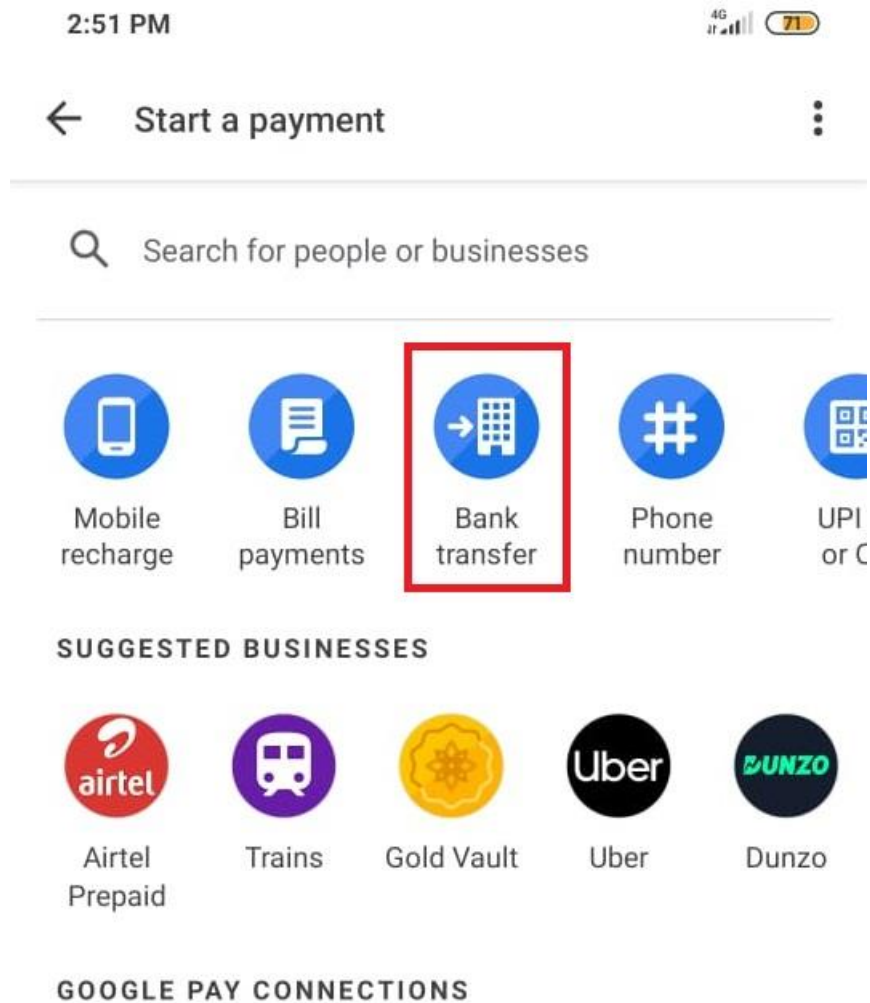 2:51 PM
4G
71
Start a payment
Search for people or businesses
Mobile recharge
Bill payments
Bank transfer
Phone number
UPI
or
SUGGESTED BUSINESSES
airtel
Uber
DUNZO
Airtel Prepaid
Trains
Gold Vault
Uber
Dunzo
GOOGLE PAY CONNECTIONS